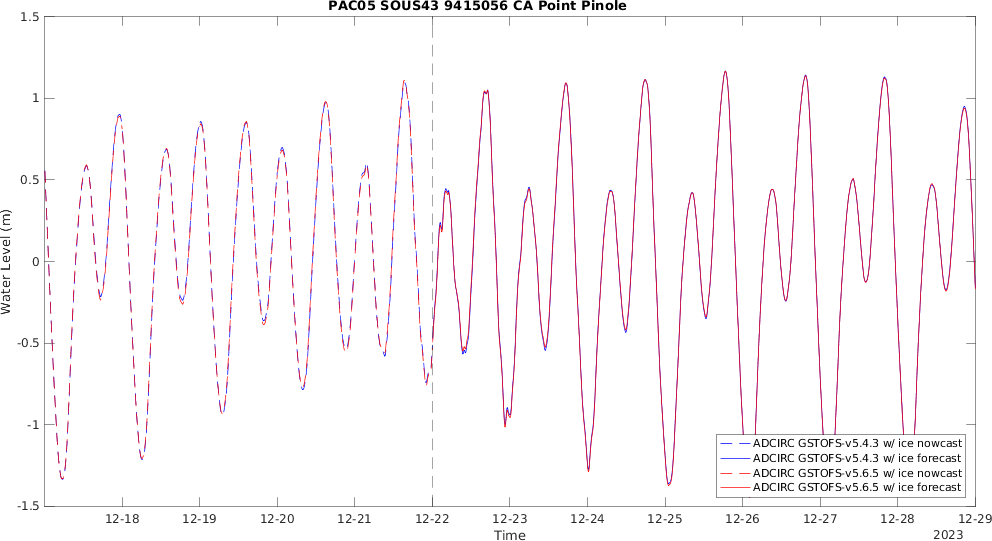 PAC05 SOUS43 9415056 CA Point Pinole
1.5
1
0.5
0
-0.5
-1
-1.5
Water Level (m)
ADCIRC GSTOFS-v5.4.3 w/ ice nowcast
ADCIRC GSTOFS-v5.4.3 w/ ice forecast
ADCIRC GSTOFS-v5.6.5 w/ ice nowcast
ADCIRC GSTOFS-v5.6.5 w/ ice forecast
12-18 12-19 12-20 12-21 12-22 12-23 12-24 12-25 12-26 12-27 12-28 12-29
Time
2023